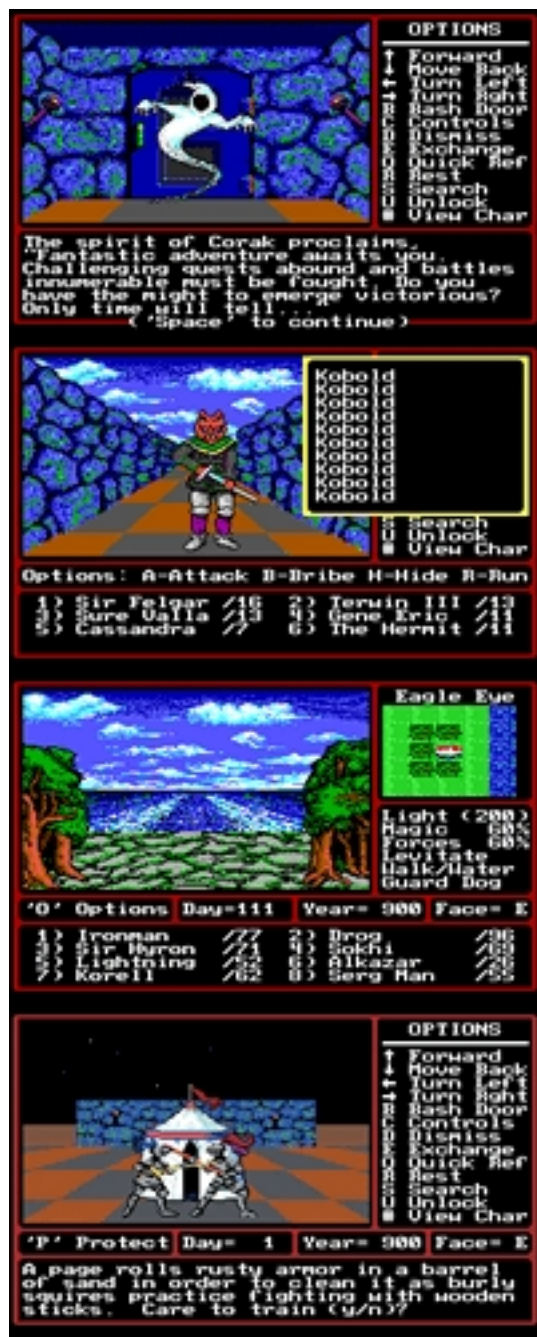 OPTIONS
↑ Forward
↓ Move Back
← Turn Left
→ Turn Rght
B Bash Door
C Controls
D Dismiss
E Exchange
Q Quick Ref
R Rest
S Search
U Unlock
View Char
The spirit of Corak proclaims,
"Fantastic adventure awaits you.
Challenging quests abound and battles
innumerable must be fought. Do you
have the might to emerge victorious?
Only time will tell...
('Space' to continue)
Kobold
Kobold
Kobold
Kobold
Kobold
Kobold
Kobold
Kobold
Kobold
Kobold
S Search
U Unlock
View Char
Options: A-Attack B-Bribe H-Hide R-Run
1) Sir Felgar /16 2) Terwin III /13
3) Sure Valla /13 4) Gene Eric /11
5) Cassandra /7 6) The Hermit /11
Eagle Eye
Light (200)
Magic 60%
Forces 60%
Levitate
Walk/Water
Guard Dog
'O' Options Day=111 Year= 900 Face= E
1) Ironman /77 2) Drog /96
3) Sir Hyron /71 4) Sokhi /69
5) Lightning 6) Alkazar /26
7) Korell /62 8) Serg Man /55
OPTIONS
↑ Forward
↓ Move Back
← Turn Left
→ Turn Rght
B Bash Door
C Controls
D Dismiss
E Exchange
Q Quick Ref
R Rest
S Search
U Unlock
View Char
'P' Protect Day= 1 Year= 900 Face= E
A page rolls rusty armor in a barrel
of sand in order to clean it as burly
squires practice fighting with wooden
sticks. Care to train (y/n)?